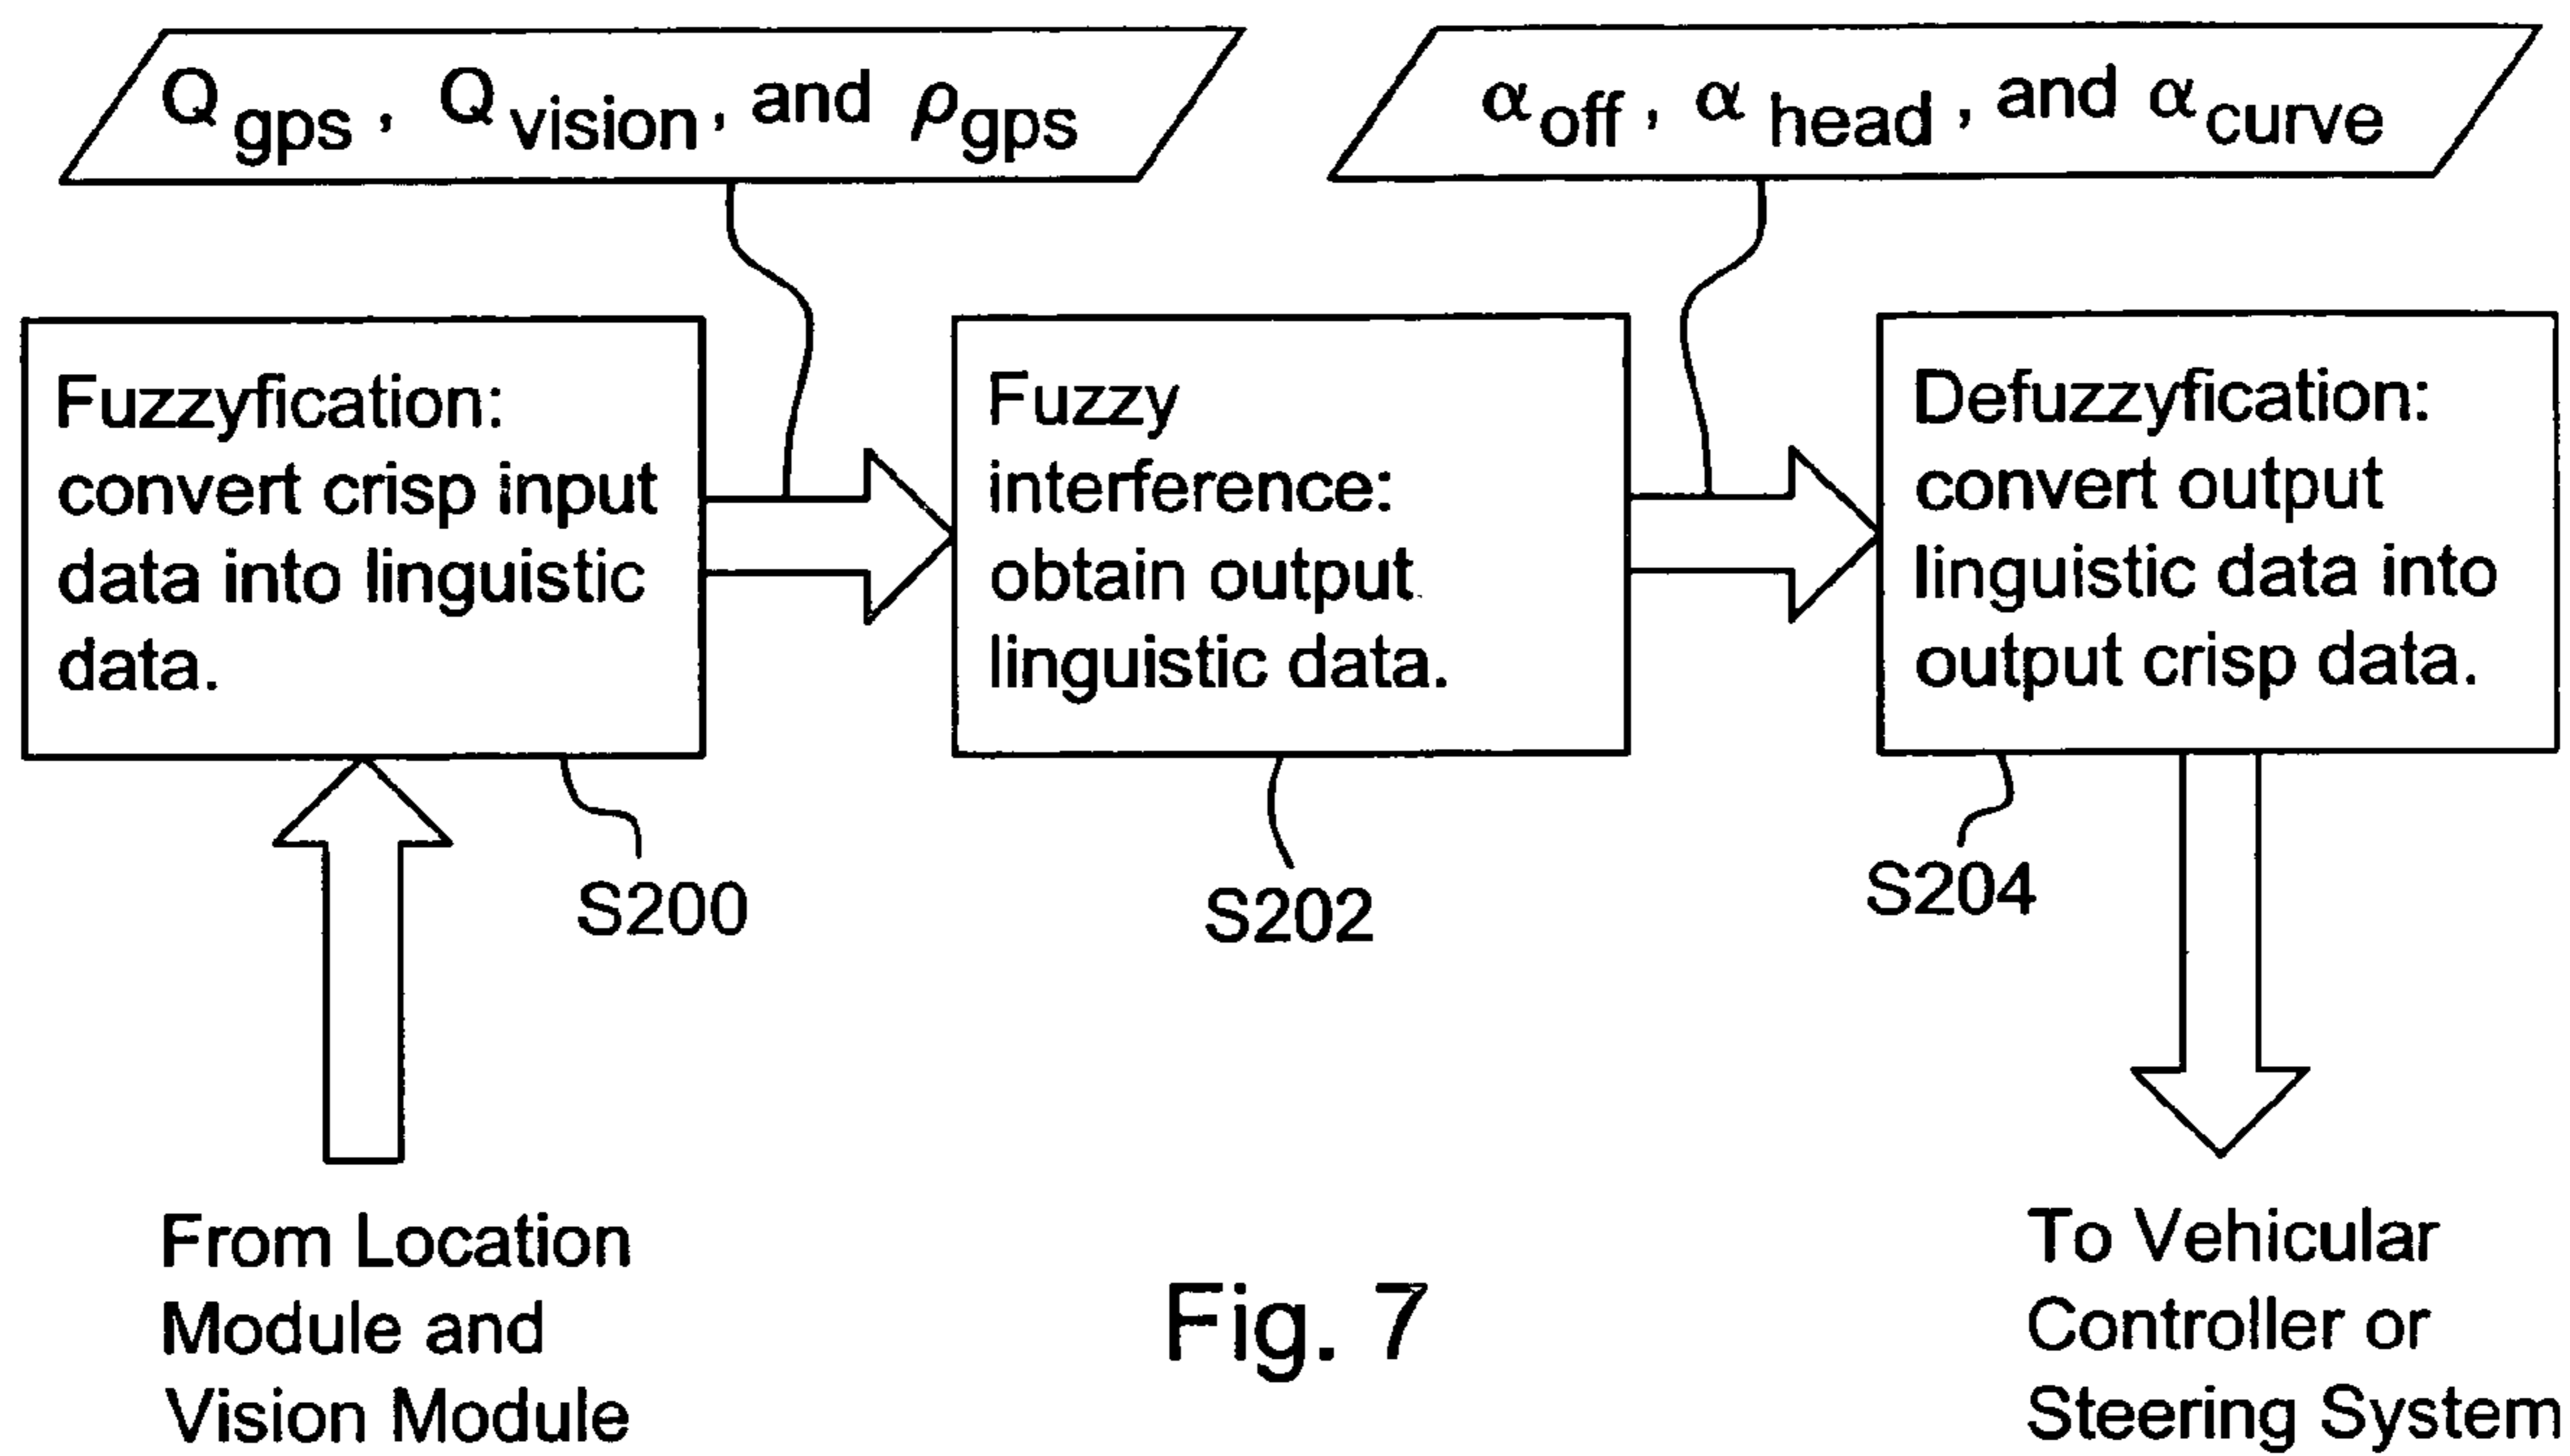 Q gps, Q vision, and ρgps
α off, α head, and α curve
Fuzzyfication:
convert crisp input
data into linguistic
data.
Fuzzy
interference:
obtain output
linguistic data.
Defuzzyfication:
convert output
linguistic data into
output crisp data.
S200
S202
S204
From Location
Module and
Vision Module
Fig. 7
To Vehicular
Controller or
Steering System